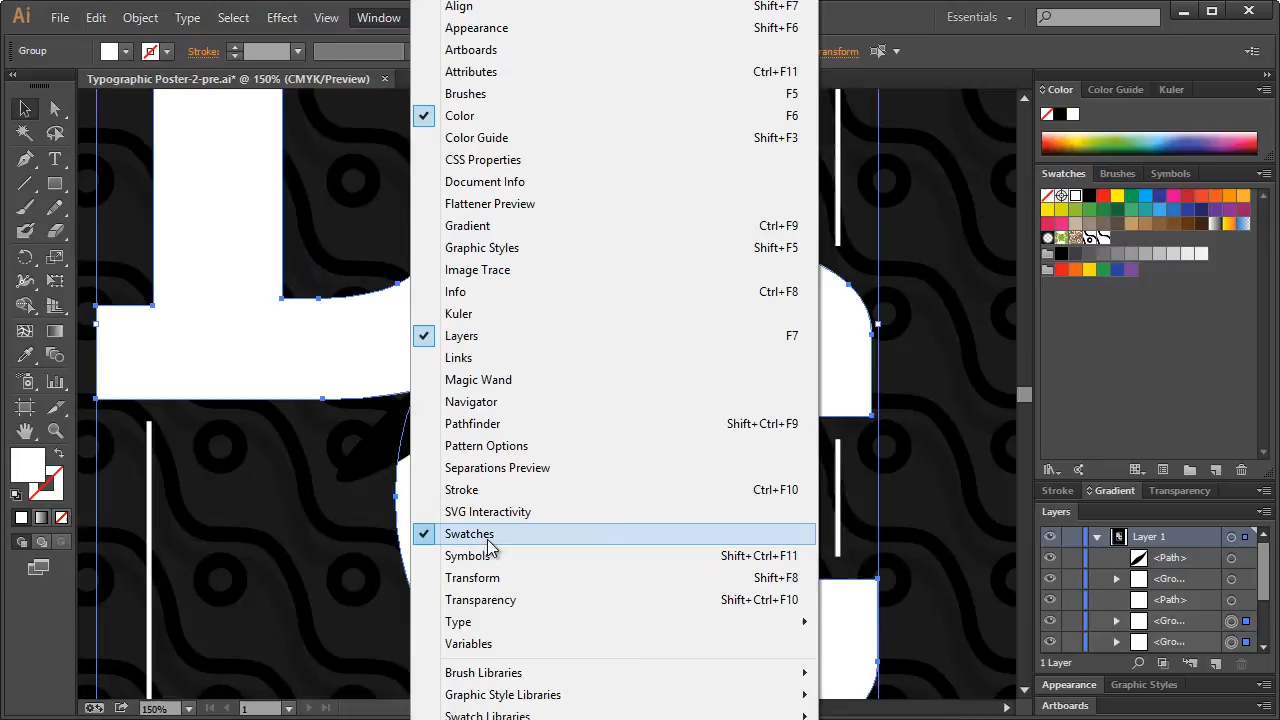 Ai File Edit Object Type Select Effect View Window Essentials
Group Stroke: Transform
Typographic Poster-2-pre.ai* @ 150% (CMYK/Preview) ×
Align Shift+F7
Appearance Shift+F6
Artboards
Attributes Ctrl+F11
Brushes F5
Color F6
Color Guide Shift+F3
CSS Properties
Document Info
Flattener Preview
Gradient Ctrl+F9
Graphic Styles Shift+F5
Image Trace
Info Ctrl+F8
Kuler
Layers F7
Links
Magic Wand
Navigator
Pathfinder Shift+Ctrl+F9
Pattern Options
Separations Preview
Stroke Ctrl+F10
SVG Interactivity
Swatches
Symbols Shift+Ctrl+F11
Transform Shift+F8
Transparency Shift+Ctrl+F10
Type
Variables
Brush Libraries
Graphic Style Libraries
Swatch Libraries
Color Color Guide Kuler
Swatches Brushes Symbols
Stroke Gradient Transparency
Layers
Layer 1
<Path>
<Gro...
<Path>
<Gro...
<Gro...
1 Layer
Appearance Graphic Styles
Artboards
150% 1